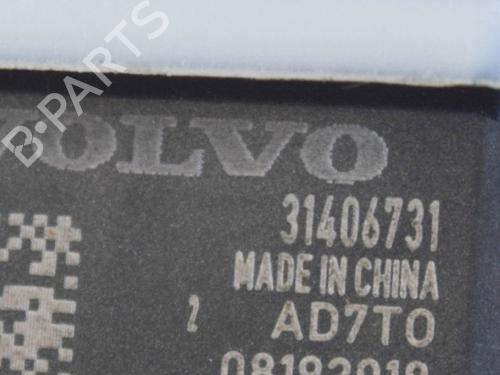 B·PARTS
VOLVO
31406731
MADE IN CHINA
2 AD7T0